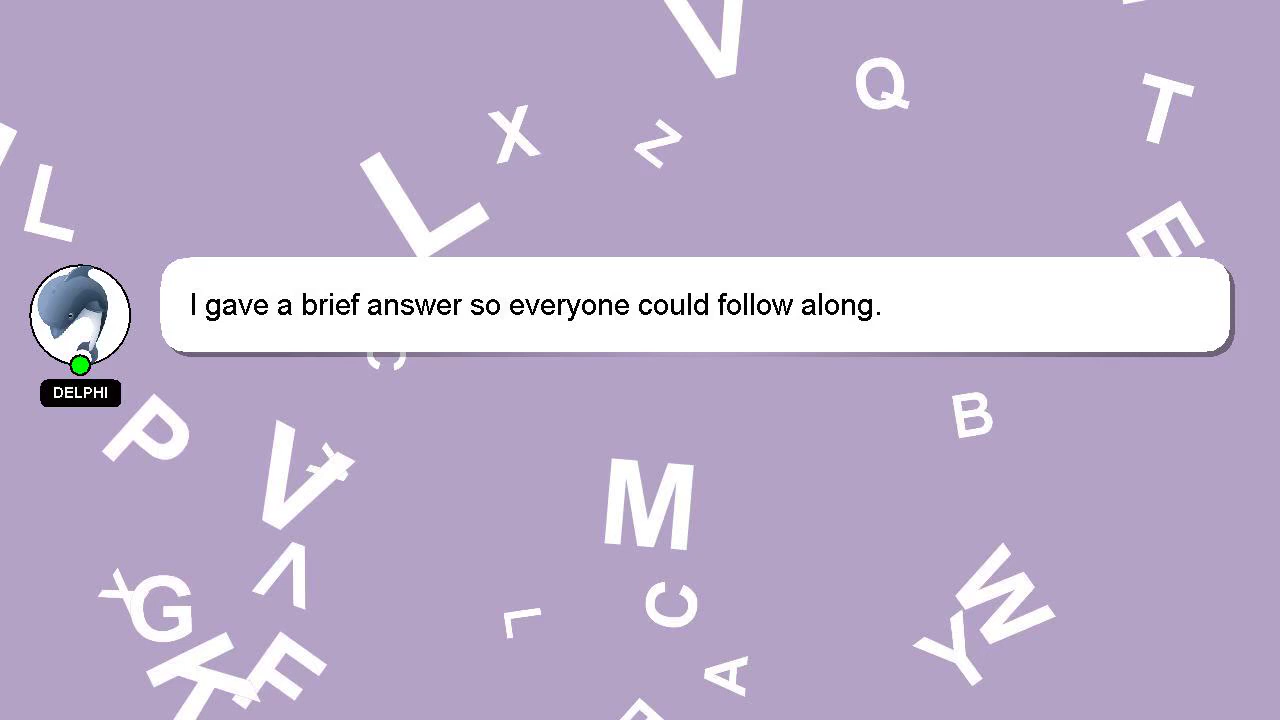 I gave a brief answer so everyone could follow along.
DELPHI
V
Q
T
X
Z
L
L
E
C
P
V
X
B
M
V
X
G
K
F
L
C
A
W
Y